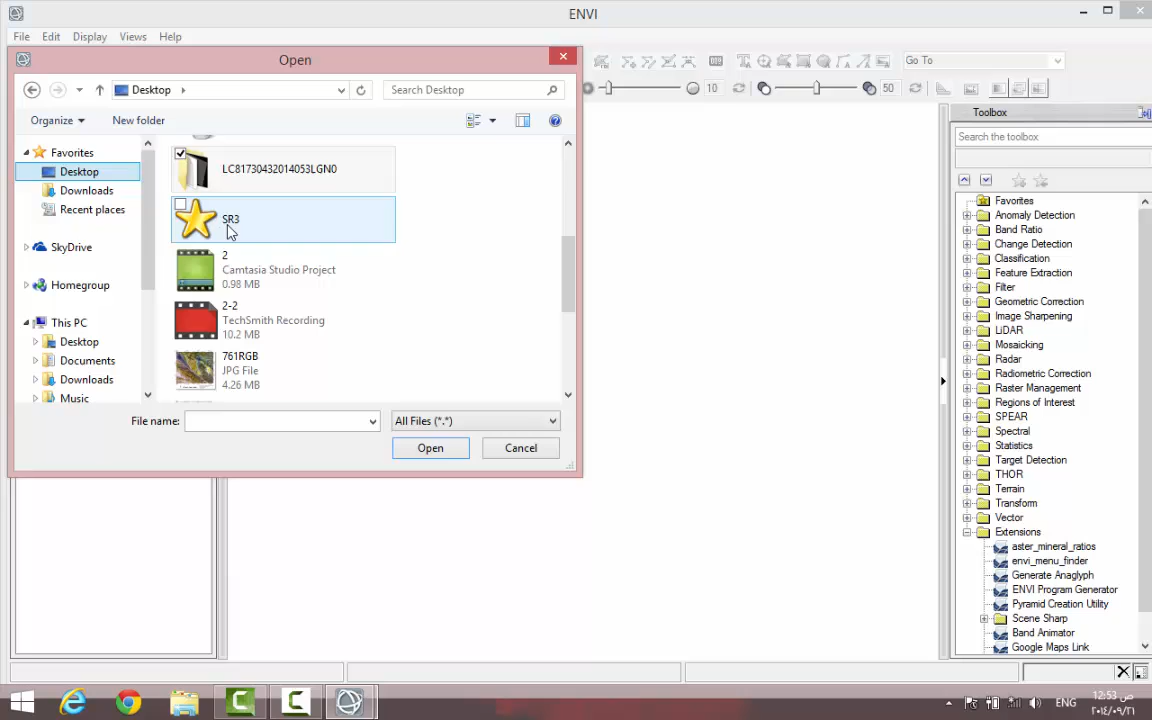 ENVI
File Edit Display Views Help
Open
Desktop
Search Desktop
Organize New folder
Favorites
Desktop
Downloads
Recent places
SkyDrive
Homegroup
This PC
Desktop
Documents
Downloads
Music
LC81730432014053LGN0
SR3
2
Camtasia Studio Project
0.98 MB
2-2
TechSmith Recording
10.2 MB
761RGB
JPG File
4.26 MB
File name:
All Files (*.*)
Open Cancel
10
50
Go To
Toolbox
Search the toolbox
Favorites
Anomaly Detection
Band Ratio
Change Detection
Classification
Feature Extraction
Filter
Geometric Correction
Image Sharpening
LiDAR
Mosaicking
Radar
Radiometric Correction
Raster Management
Regions of Interest
SPEAR
Spectral
Statistics
Target Detection
THOR
Terrain
Transform
Vector
Extensions
aster_mineral_ratios
envi_menu_finder
Generate Anaglyph
ENVI Program Generator
Pyramid Creation Utility
Scene Sharp
Band Animator
Google Maps Link
ENG
12:53 ص
٢٠١٤/٠٩/٢١